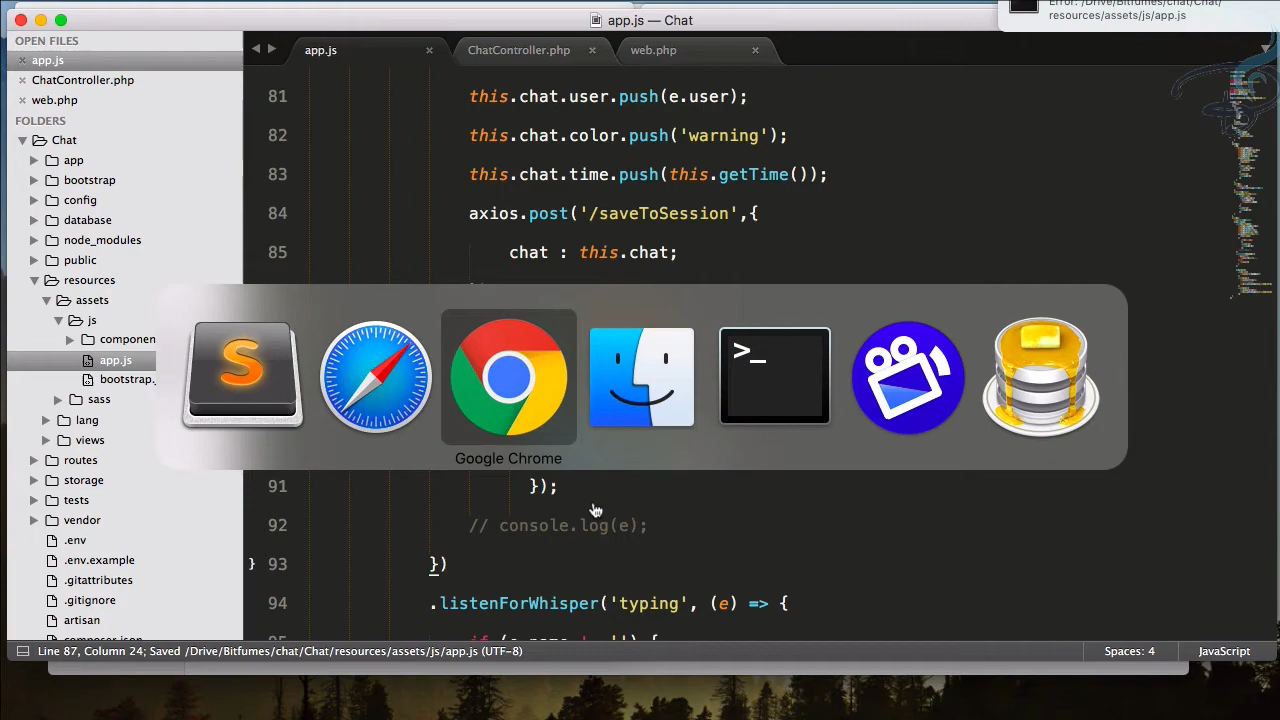 app.js — Chat
Error: /Drive/Bitfumes/chat/Chat/
resources/assets/js/app.js
OPEN FILES
app.js
ChatController.php
web.php
FOLDERS
Chat
app
bootstrap
config
database
node_modules
public
resources
assets
js
componen
app.js
bootstrap.
sass
lang
views
routes
storage
tests
vendor
.env
.env.example
.gitattributes
.gitignore
artisan
composer.json
app.js
ChatController.php
web.php
81 this.chat.user.push(e.user);
82 this.chat.color.push('warning');
83 this.chat.time.push(this.getTime());
84 axios.post('/saveToSession',{
85 chat : this.chat;
>_
Google Chrome
91 });
92 // console.log(e);
} 93 })
94 .listenForWhisper('typing', (e) => {
Line 87, Column 24; Saved /Drive/Bitfumes/chat/Chat/resources/assets/js/app.js (UTF-8)
Spaces: 4
JavaScript